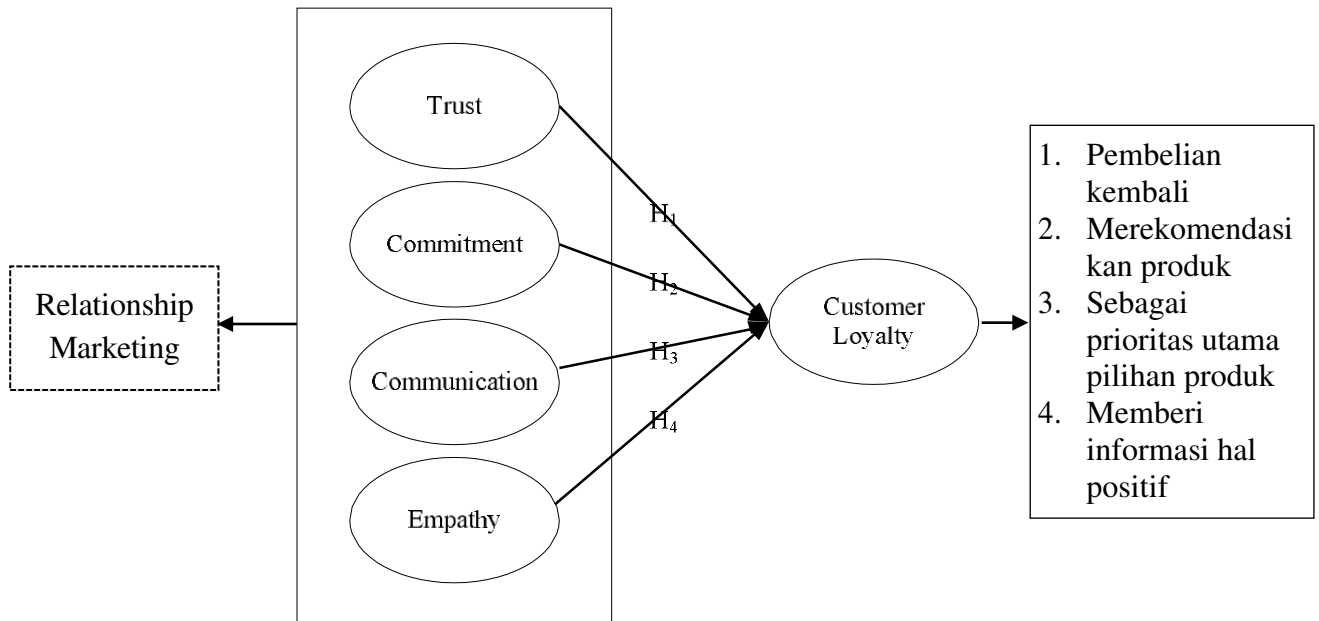 Relationship
Marketing
Trust
Commitment
Communication
Empathy
H₁
H₂
H₃
H₄
Customer
Loyalty
1. Pembelian
kembali
2. Merekomendasi
kan produk
3. Sebagai
prioritas utama
pilihan produk
4. Memberi
informasi hal
positif